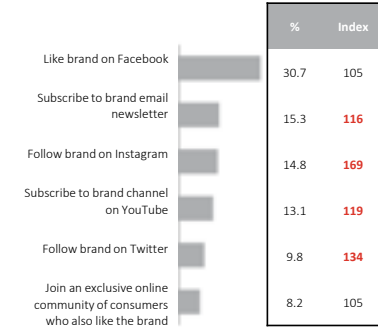 % Index
Like brand on Facebook 30.7 105
Subscribe to brand email
newsletter 15.3 116
Follow brand on Instagram 14.8 169
Subscribe to brand channel
on YouTube 13.1 119
Follow brand on Twitter 9.8 134
Join an exclusive online
community of consumers 8.2 105
who also like the brand